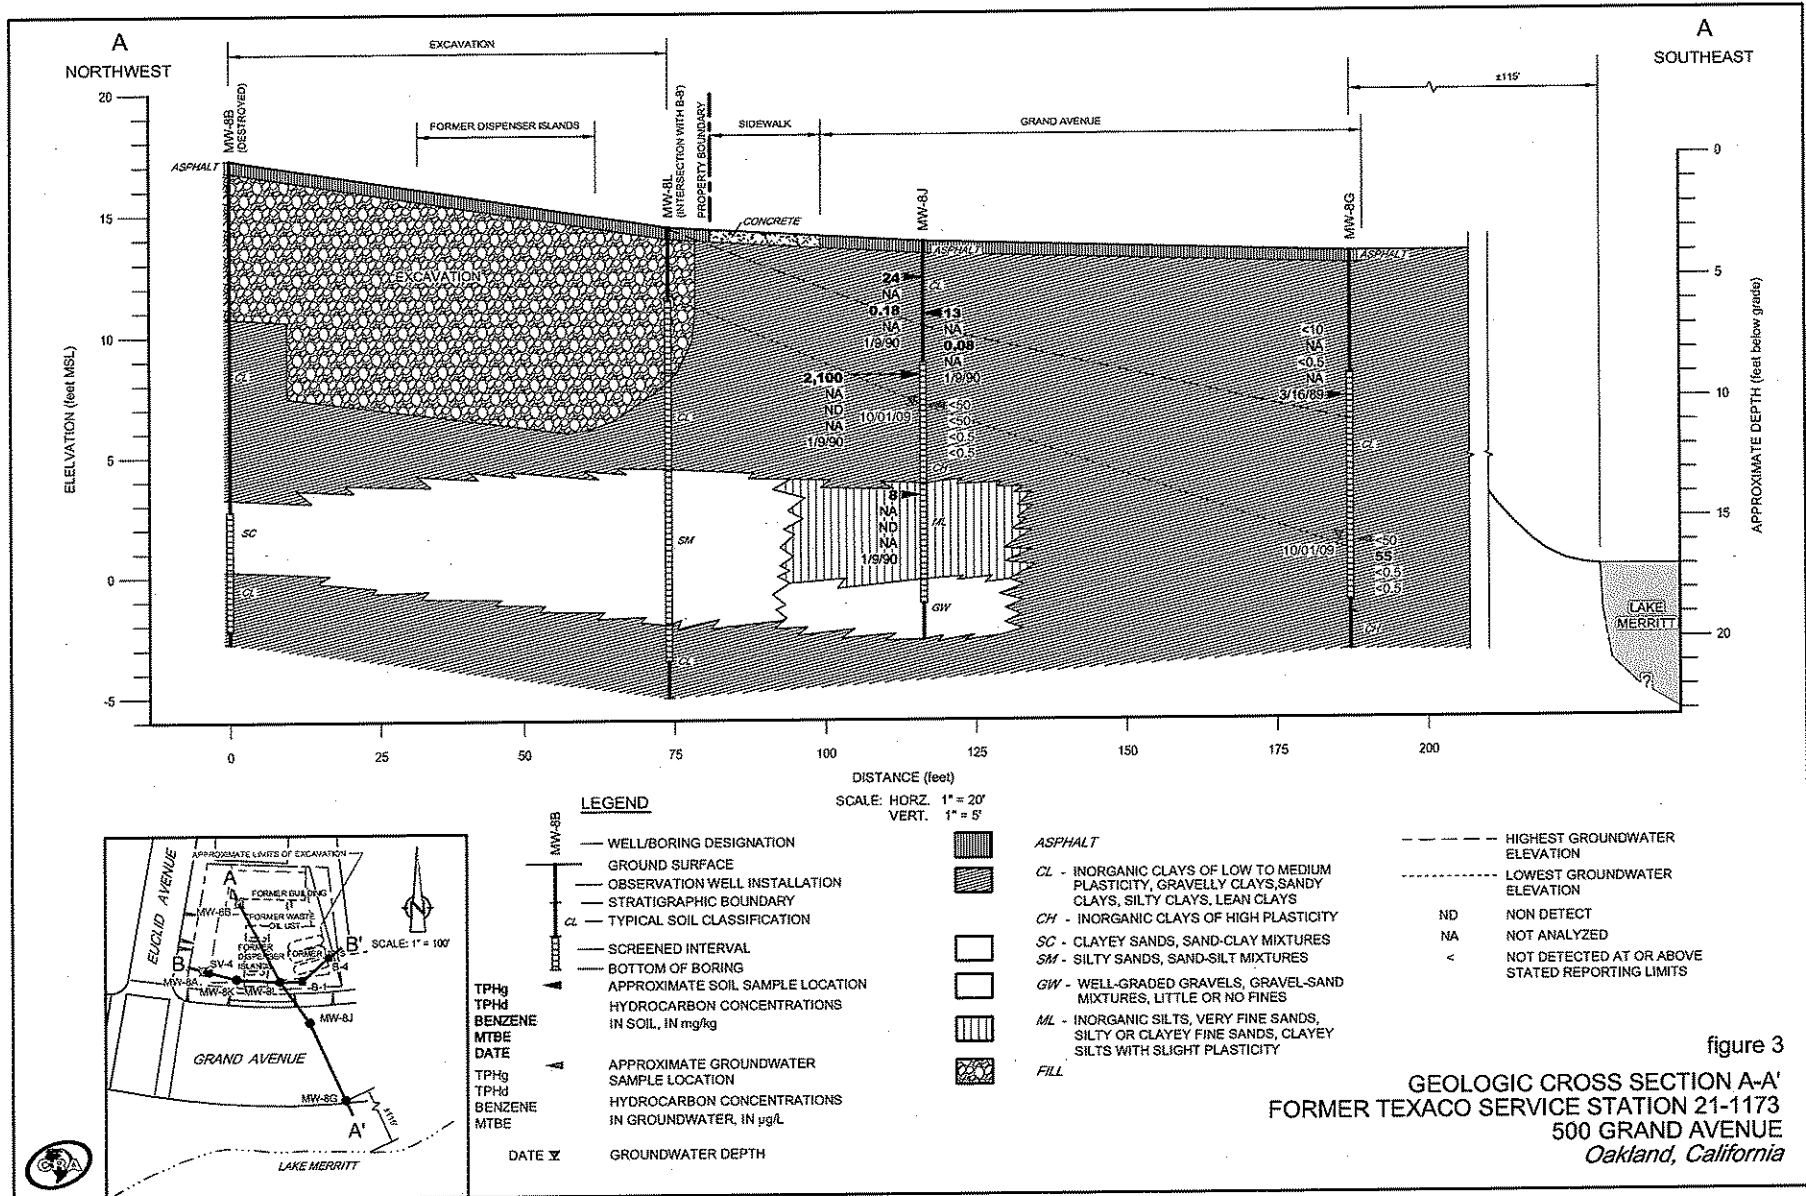 A
NORTHWEST
A
SOUTHEAST
EXCAVATION
±115'
MW-8B
(DESTROYED)
FORMER DISPENSER ISLANDS
MW-8L
(INTERSECTION WITH B-B')
PROPERTY BOUNDARY
SIDEWALK
GRAND AVENUE
MW-8J
MW-8G
ASPHALT
CONCRETE
ASPHALT
ASPHALT
EXCAVATION
ELELVATION (feet MSL)
20
15
10
5
0
-5
APPROXIMATE DEPTH (feet below grade)
0
5
10
15
20
CL
SC
CL
CL
SM
CL
CL
CH
ML
GW
CL
CH
24
NA
0.18
NA
1/9/90
13
NA
0.08
NA
1/9/90
2,100
NA
ND
NA
1/9/90
10/01/09
<50
<50
<0.5
<0.5
8
NA
ND
NA
1/9/90
<10
NA
<0.5
NA
3/16/89
10/01/09
<50
55
<0.5
<0.5
LAKE
MERRITT
?
0
25
50
75
100
125
150
175
200
DISTANCE (feet)
SCALE: HORZ. 1" = 20'
VERT. 1" = 5'
LEGEND
MW-8B
WELL/BORING DESIGNATION
GROUND SURFACE
OBSERVATION WELL INSTALLATION
STRATIGRAPHIC BOUNDARY
CL
TYPICAL SOIL CLASSIFICATION
SCREENED INTERVAL
BOTTOM OF BORING
APPROXIMATE SOIL SAMPLE LOCATION
TPHg
TPHd
BENZENE
MTBE
DATE
HYDROCARBON CONCENTRATIONS
IN SOIL, IN mg/kg
APPROXIMATE GROUNDWATER
SAMPLE LOCATION
TPHg
TPHd
BENZENE
MTBE
HYDROCARBON CONCENTRATIONS
IN GROUNDWATER, IN µg/L
DATE
GROUNDWATER DEPTH
ASPHALT
CL - INORGANIC CLAYS OF LOW TO MEDIUM
PLASTICITY, GRAVELLY CLAYS,SANDY
CLAYS, SILTY CLAYS, LEAN CLAYS
CH - INORGANIC CLAYS OF HIGH PLASTICITY
SC - CLAYEY SANDS, SAND-CLAY MIXTURES
SM - SILTY SANDS, SAND-SILT MIXTURES
GW - WELL-GRADED GRAVELS, GRAVEL-SAND
MIXTURES, LITTLE OR NO FINES
ML - INORGANIC SILTS, VERY FINE SANDS,
SILTY OR CLAYEY FINE SANDS, CLAYEY
SILTS WITH SLIGHT PLASTICITY
FILL
HIGHEST GROUNDWATER
ELEVATION
LOWEST GROUNDWATER
ELEVATION
ND NON DETECT
NA NOT ANALYZED
< NOT DETECTED AT OR ABOVE
STATED REPORTING LIMITS
APPROXIMATE LIMITS OF EXCAVATION
EUCLID AVENUE
A
FORMER BUILDING
MW-8B
FORMER WASTE
OIL UST
FORMER
DISPENSER
ISLANDS
FORMER
B'
B-4
B
SV-4
MW-8A
MW-8K
MW-8L
B-1
SCALE: 1" = 100'
MW-8J
GRAND AVENUE
MW-8G
A'
±115'
LAKE MERRITT
CRA
figure 3
GEOLOGIC CROSS SECTION A-A'
FORMER TEXACO SERVICE STATION 21-1173
500 GRAND AVENUE
Oakland, California